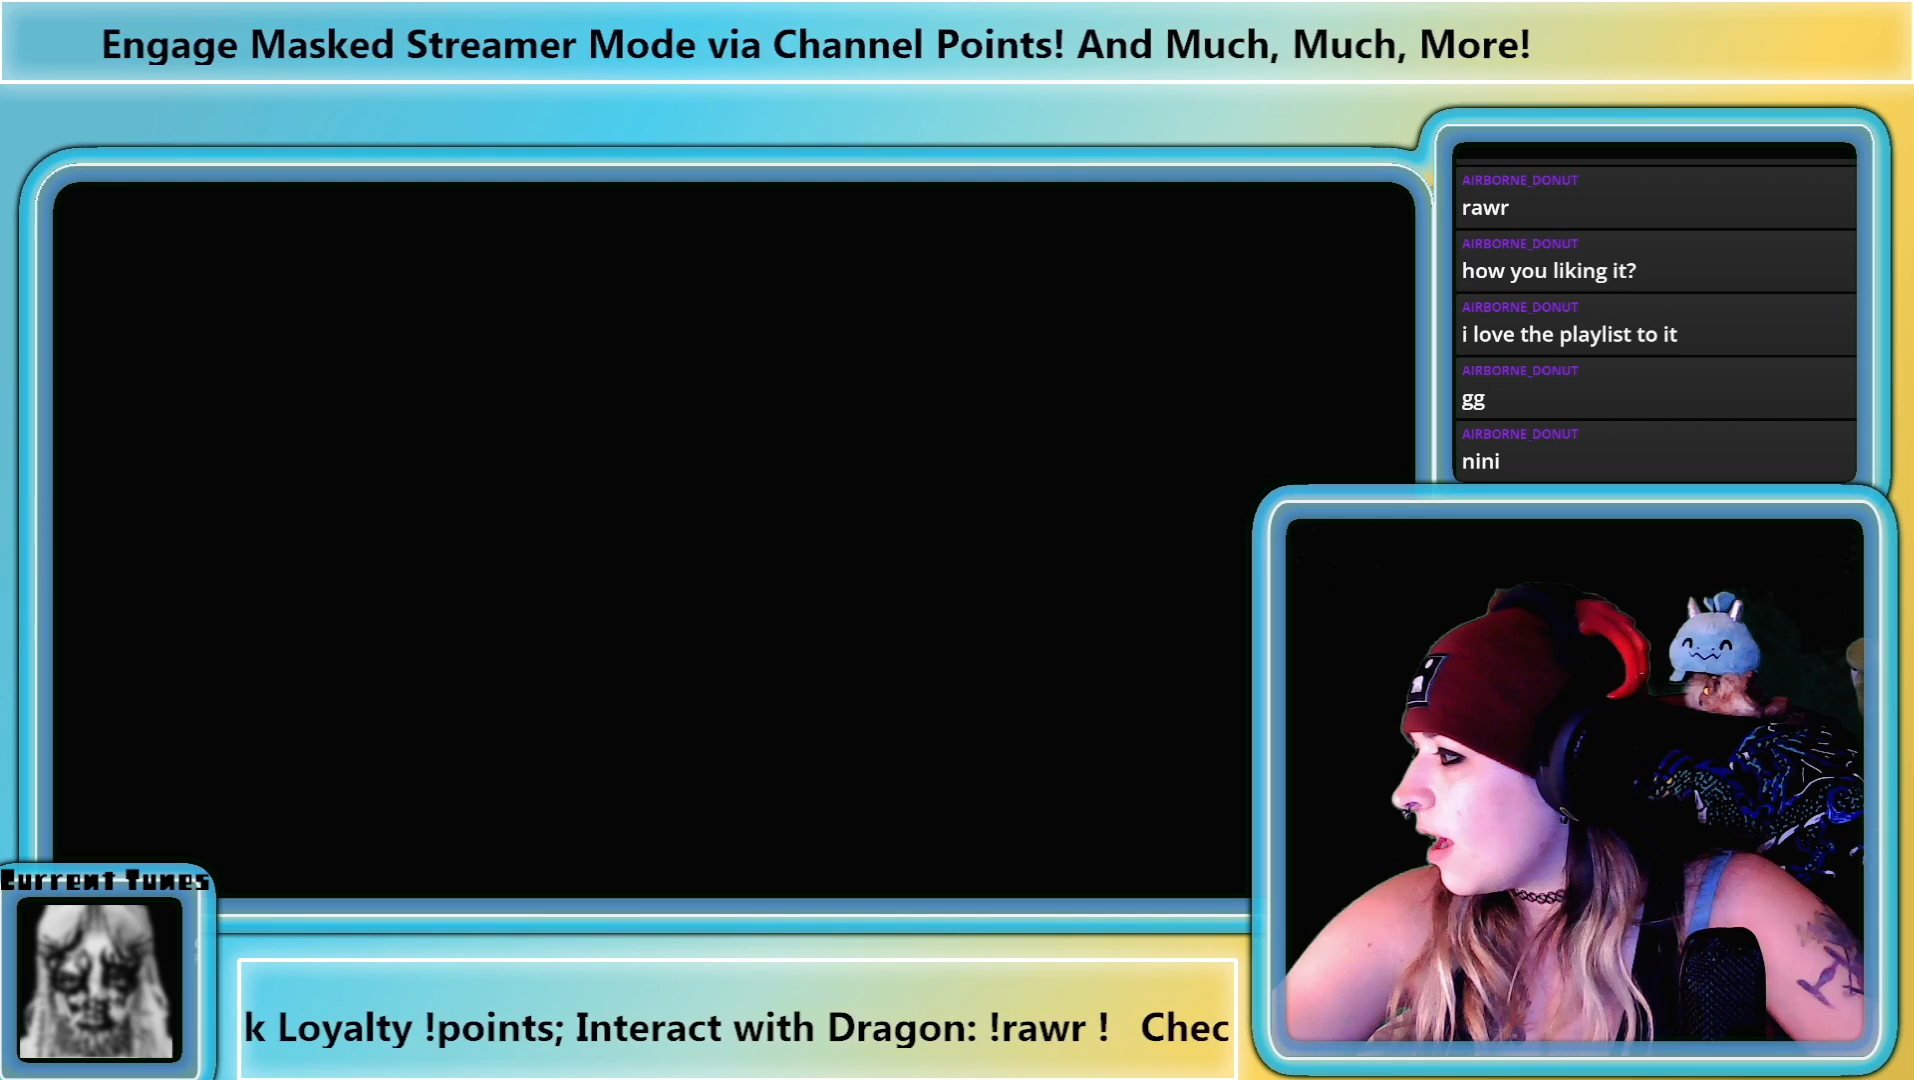 Engage Masked Streamer Mode via Channel Points! And Much, Much, More!
AIRBORNE_DONUT
rawr
AIRBORNE_DONUT
how you liking it?
AIRBORNE_DONUT
i love the playlist to it
AIRBORNE_DONUT
gg
AIRBORNE_DONUT
nini
Current Tunes
k Loyalty !points; Interact with Dragon: !rawr !   Chec